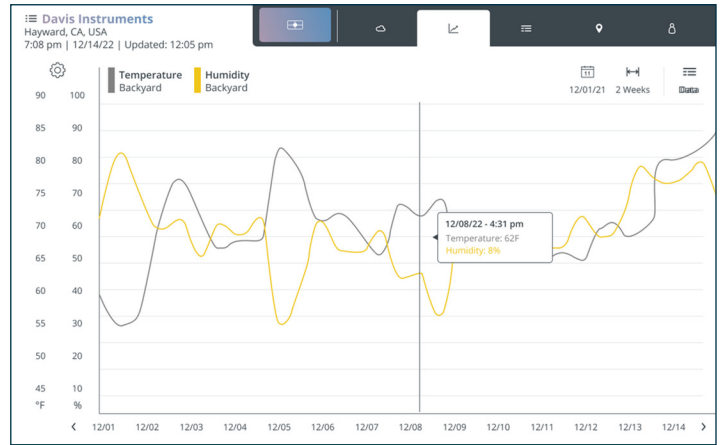 Davis Instruments
Hayward, CA, USA
7:08 pm | 12/14/22 | Updated: 12:05 pm
Temperature
Backyard
Humidity
Backyard
11
12/01/21
2 Weeks
Data
90 100
85 90
80 80
75 70
70 60
65 50
60 40
55 30
50 20
45 10
°F %
12/08/22 - 4:31 pm
Temperature: 62F
Humidity: 8%
12/01 12/02 12/03 12/04 12/05 12/06 12/07 12/08 12/09 12/10 12/11 12/12 12/13 12/14